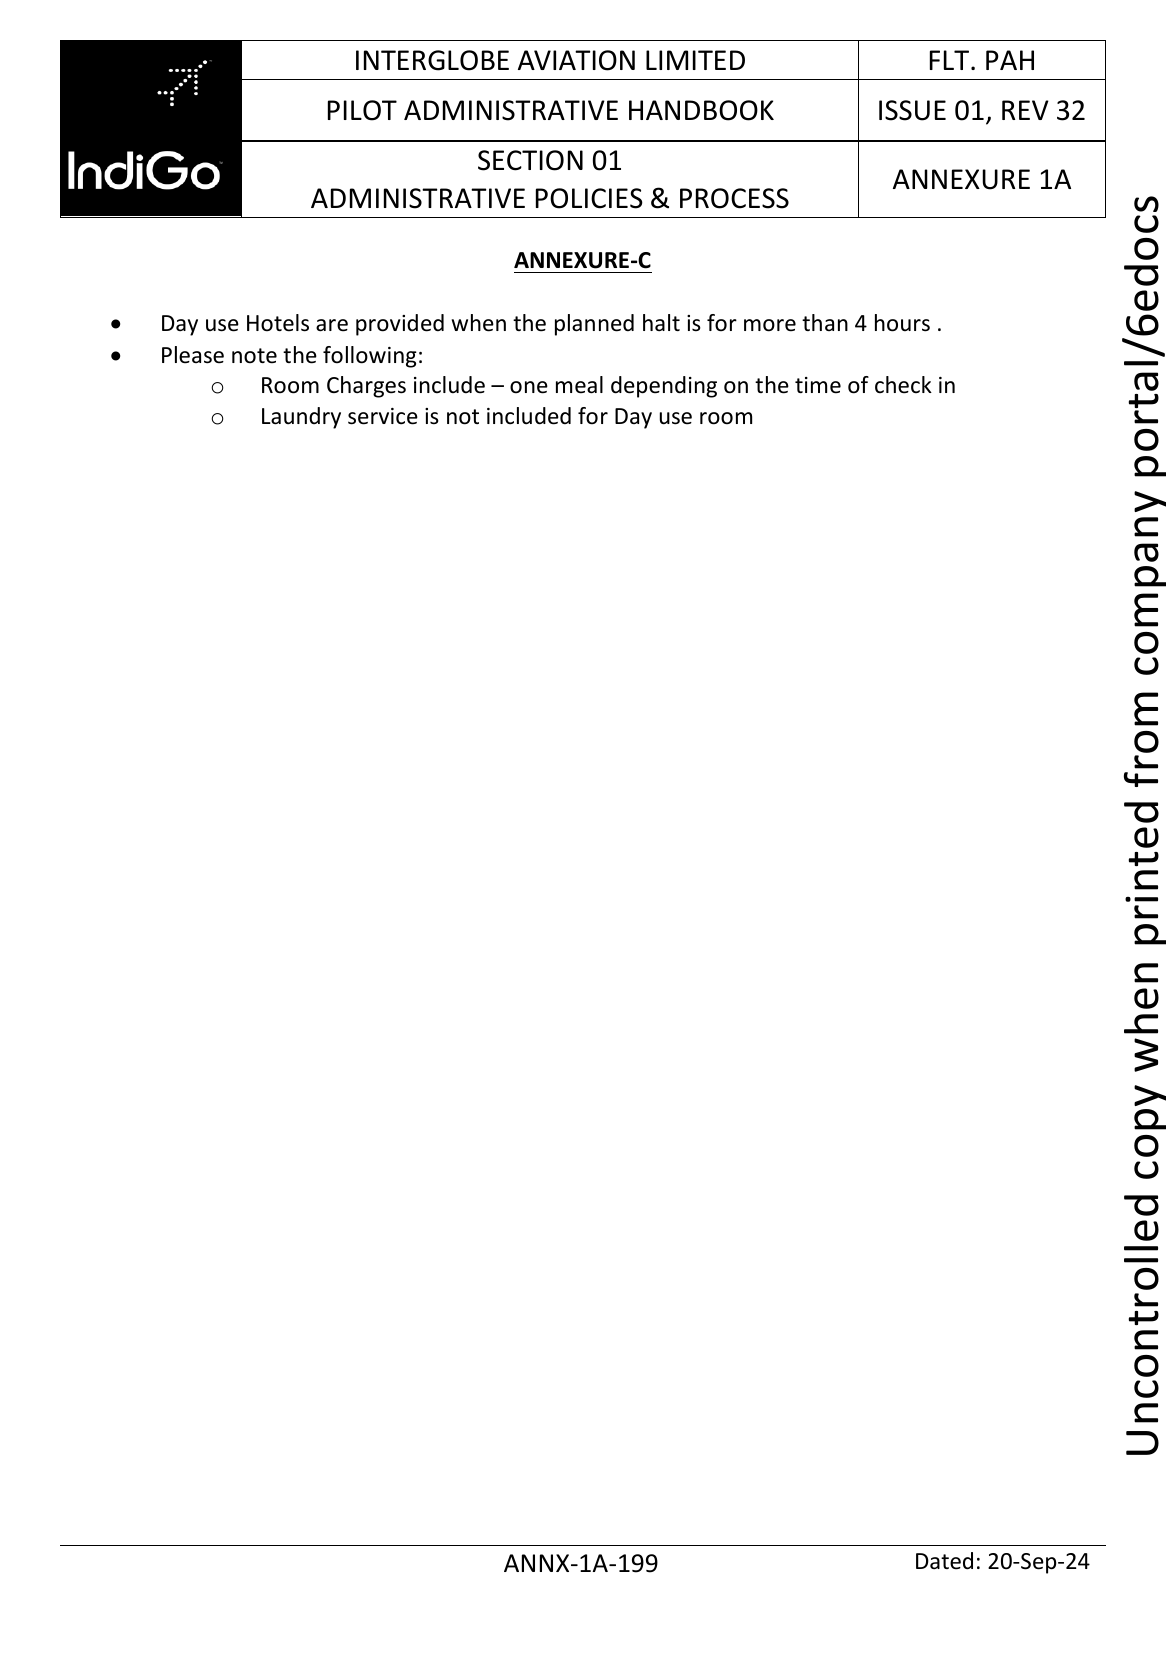 INTERGLOBE AVIATION LIMITED
FLT. PAH
PILOT ADMINISTRATIVE HANDBOOK
ISSUE 01, REV 32
IndiGo
SECTION 01
ADMINISTRATIVE POLICIES & PROCESS
ANNEXURE 1A
ANNEXURE-C
• Day use Hotels are provided when the planned halt is for more than 4 hours .
• Please note the following:
o Room Charges include – one meal depending on the time of check in
o Laundry service is not included for Day use room
Uncontrolled copy when printed from company portal/6edocs
ANNX-1A-199
Dated: 20-Sep-24